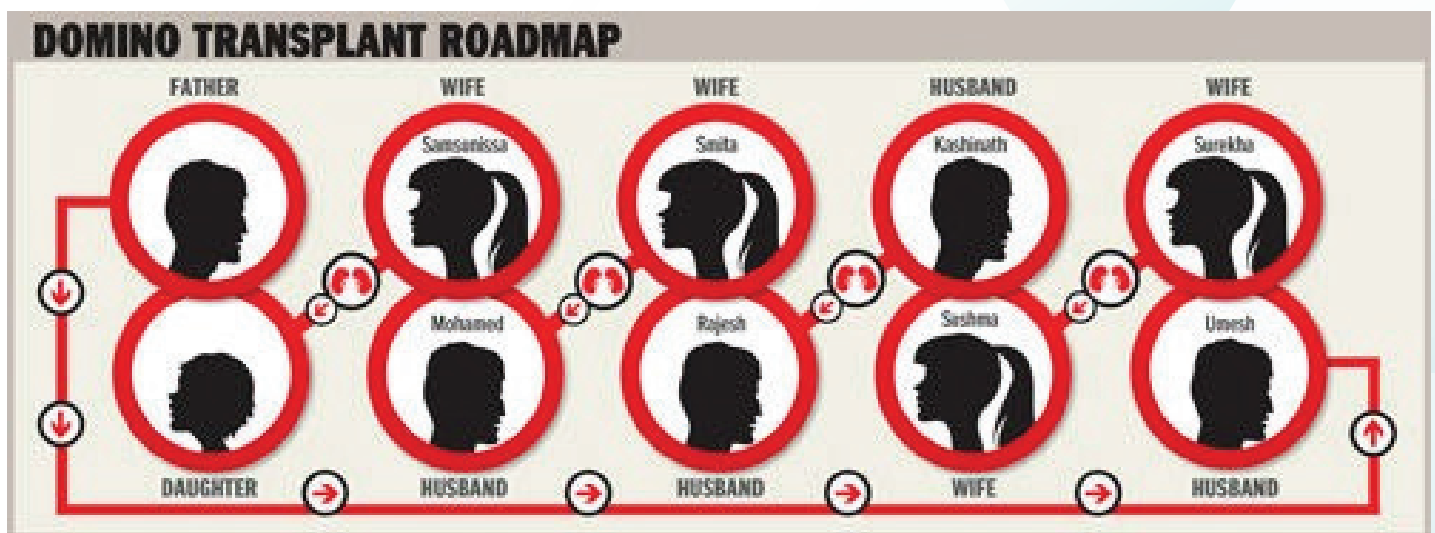 DOMINO TRANSPLANT ROADMAP
FATHER WIFE WIFE HUSBAND WIFE
Samsunissa Smita Kashinath Surekha
Mohamed Rajesh Sushma Umesh
DAUGHTER HUSBAND HUSBAND WIFE HUSBAND